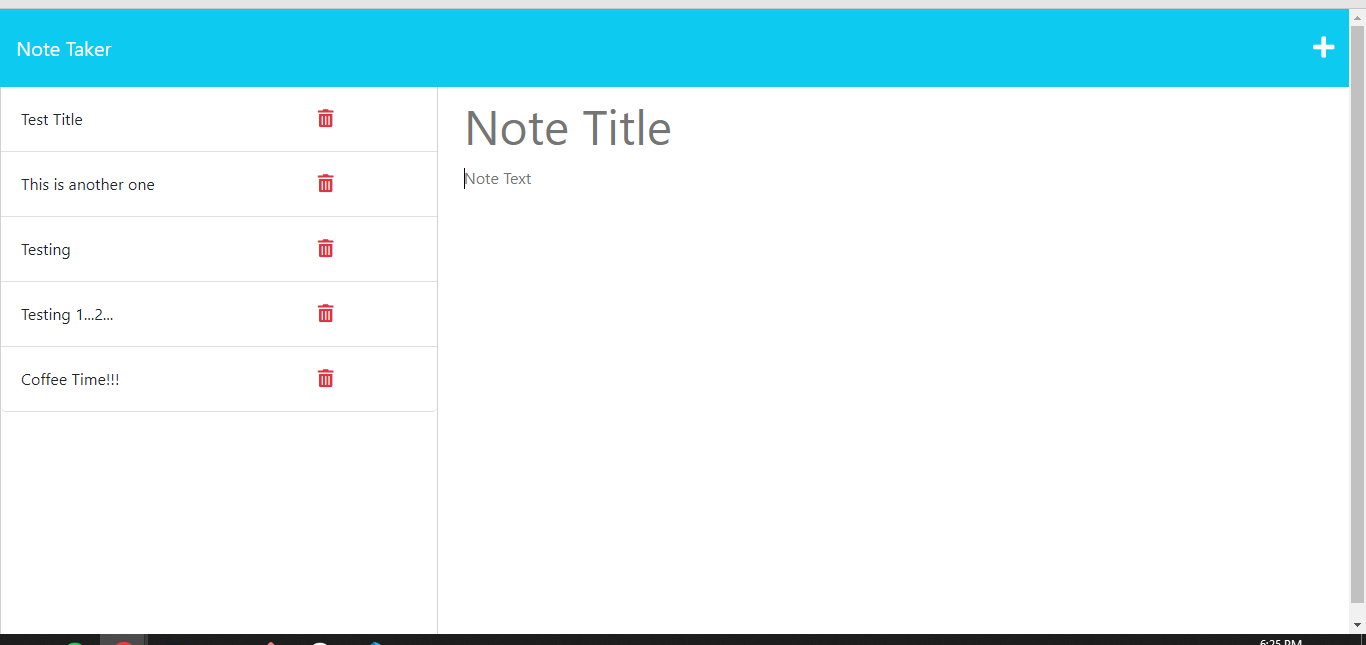 Note Taker
Test Title
This is another one
Testing
Testing 1...2...
Coffee Time!!!
Note Title
Note Text
6:25 PM